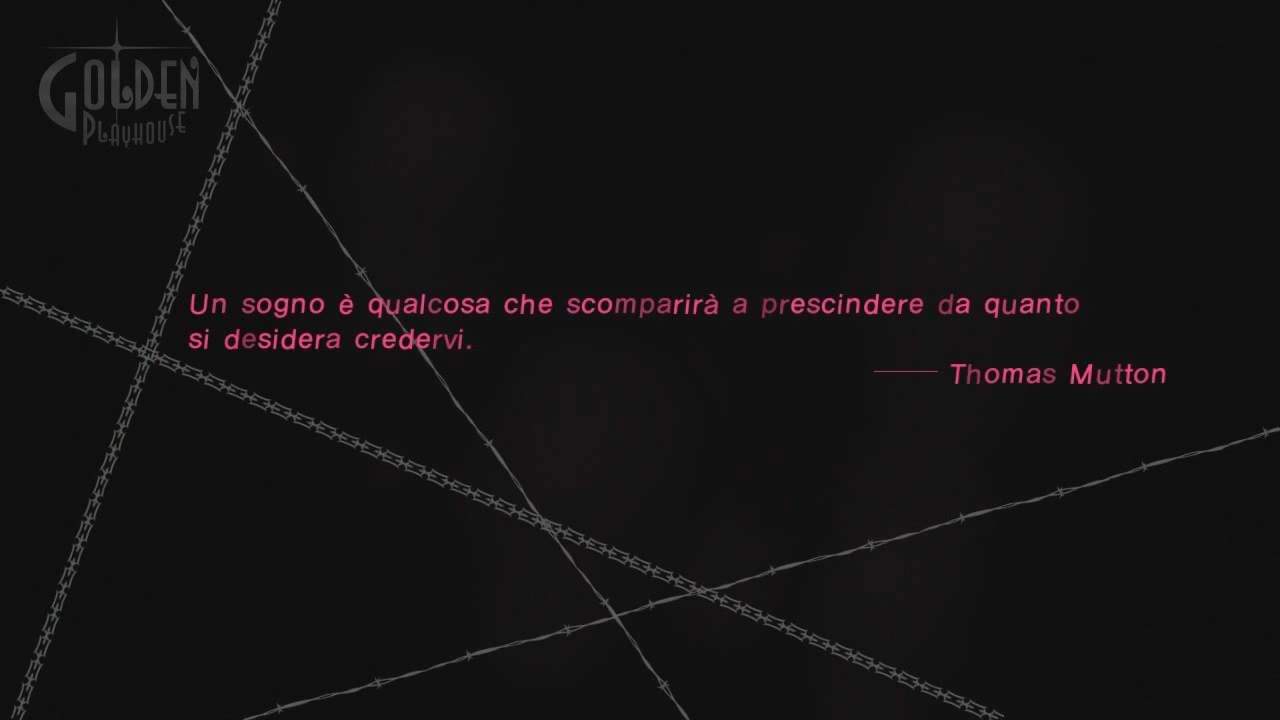 GOLDEN
PLAYHOUSE
Un sogno è qualcosa che scomparirà a prescindere da quanto
si desidera credervi.
Thomas Mutton